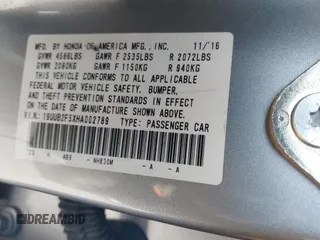 MFD. BY HONDA OF AMERICA MFG., INC. 11/16
GVWR 4586LBS GAWR F 2535LBS R 2072LBS
GVWR 2080KG GAWR F 1150KG R 940KG
THIS VEHICLE CONFORMS TO ALL APPLICABLE
FEDERAL MOTOR VEHICLE SAFETY, BUMPER,
AND THEFT PREVENTION STANDARDS IN EFFECT
ON THE DATE OF MANUFACTURE SHOWN ABOVE.
V.I.N.: 19UUB2F5XHA002789 TYPE: PASSENGER CAR
NH830M - A - A
DREAMBID